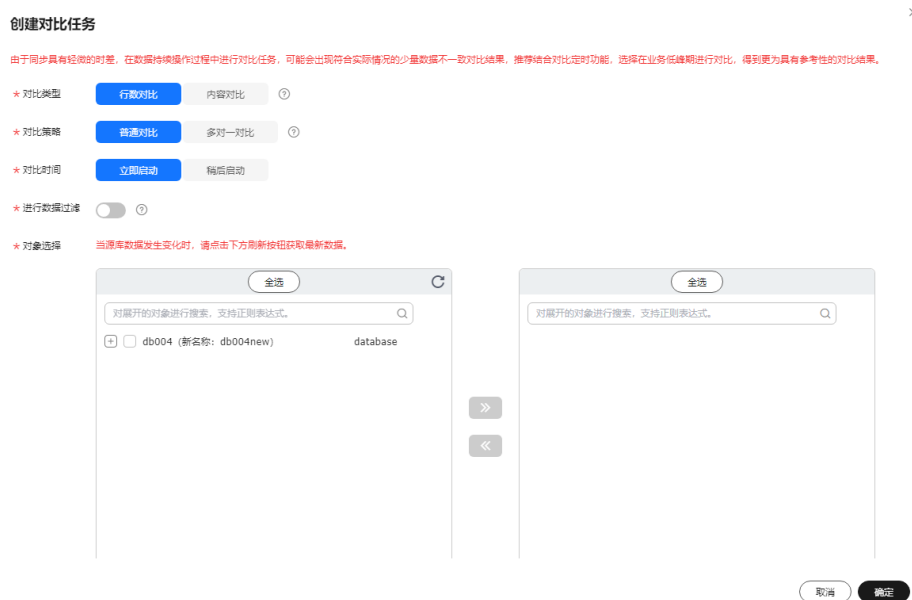 创建对比任务
由于同步具有轻微的时差，在数据持续操作过程中进行对比任务，可能会出现符合实际情况的少量数据不一致对比结果，推荐结合对比定时功能，选择在业务低峰期进行对比，得到更为具有参考性的对比结果。
* 对比类型 行数对比 内容对比
* 对比策略 普通对比 多对一对比
* 对比时间 立即启动 稍后启动
* 进行数据过滤
* 对象选择 当源库数据发生变化时，请点击下方刷新按钮获取最新数据。
全选 全选
对展开的对象进行搜索，支持正则表达式。 对展开的对象进行搜索，支持正则表达式。
db004（新名称：db004new） database
取消 确定